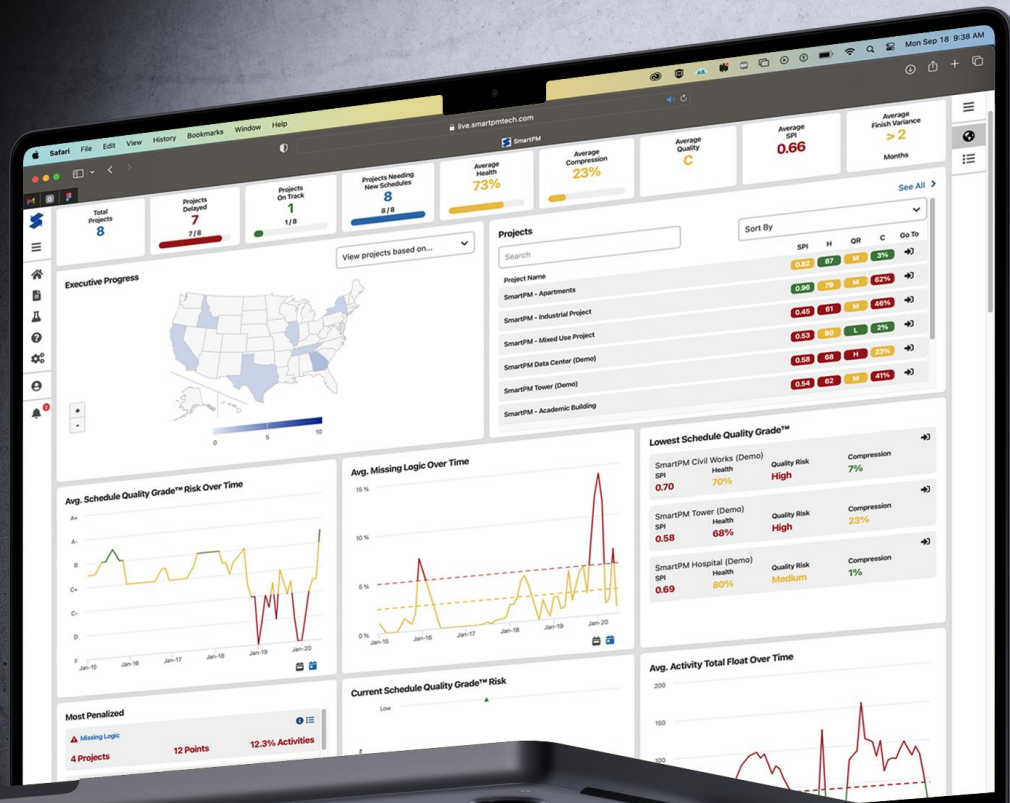 Mon Sep 18 9:38 AM
Safari File Edit View History Bookmarks Window Help
live.smartpmtech.com
SmartPM
Total Projects
8
Projects Delayed
7
7/8
Projects On Track
1
1/8
Projects Needing New Schedules
8
8/8
Average Health
73%
Average Compression
23%
Average Quality
C
Average SPI
0.66
Average Finish Variance
> 2
Months
Executive Progress
View projects based on...
+
-
0 5 10
2
See All >
Projects
Search
Sort By
Project Name SPI H QR C Go To
SmartPM - Apartments 0.82 87 M 3%
SmartPM - Industrial Project 0.96 79 M 62%
SmartPM - Mixed Use Project 0.45 61 M 46%
SmartPM Data Center (Demo) 0.53 80 L 2%
SmartPM Tower (Demo) 0.58 68 H 23%
SmartPM - Academic Building 0.54 62 M 41%
Avg. Schedule Quality Grade™ Risk Over Time
A+
A-
B
C+
C-
D
F
Jan-15 Jan-16 Jan-17 Jan-18 Jan-19 Jan-20
Avg. Missing Logic Over Time
15 %
10 %
5 %
0 %
Jan-15 Jan-16 Jan-17 Jan-18 Jan-19 Jan-20
Lowest Schedule Quality Grade™
SmartPM Civil Works (Demo)
SPI Health Quality Risk Compression
0.70 70% High 7%
SmartPM Tower (Demo)
SPI Health Quality Risk Compression
0.58 68% High 23%
SmartPM Hospital (Demo)
SPI Health Quality Risk Compression
0.69 80% Medium 1%
Most Penalized
Missing Logic
4 Projects 12 Points 12.3% Activities
Current Schedule Quality Grade™ Risk
Low
Avg. Activity Total Float Over Time
200
150
100